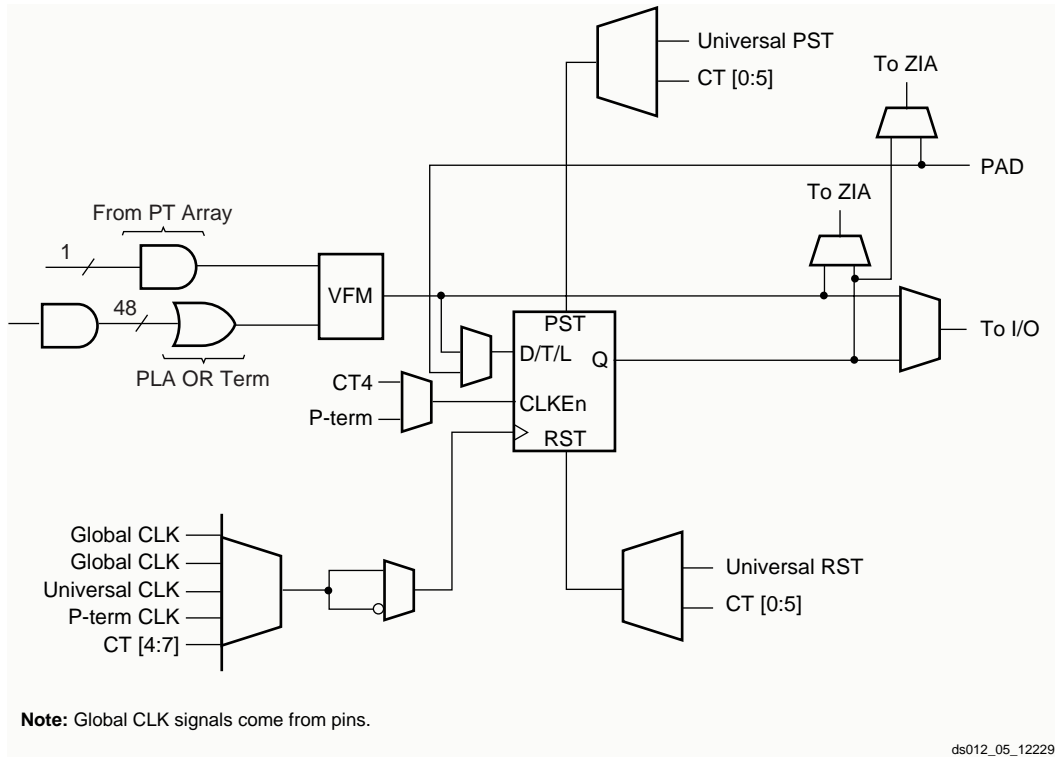 Universal PST
CT [0:5]
To ZIA
PAD
To ZIA
From PT Array
1
VFM
48
PLA OR Term
PST
D/T/L
Q
To I/O
CT4
CLKEn
P-term
RST
Global CLK
Global CLK
Universal CLK
P-term CLK
CT [4:7]
Universal RST
CT [0:5]
Note: Global CLK signals come from pins.
ds012_05_12229